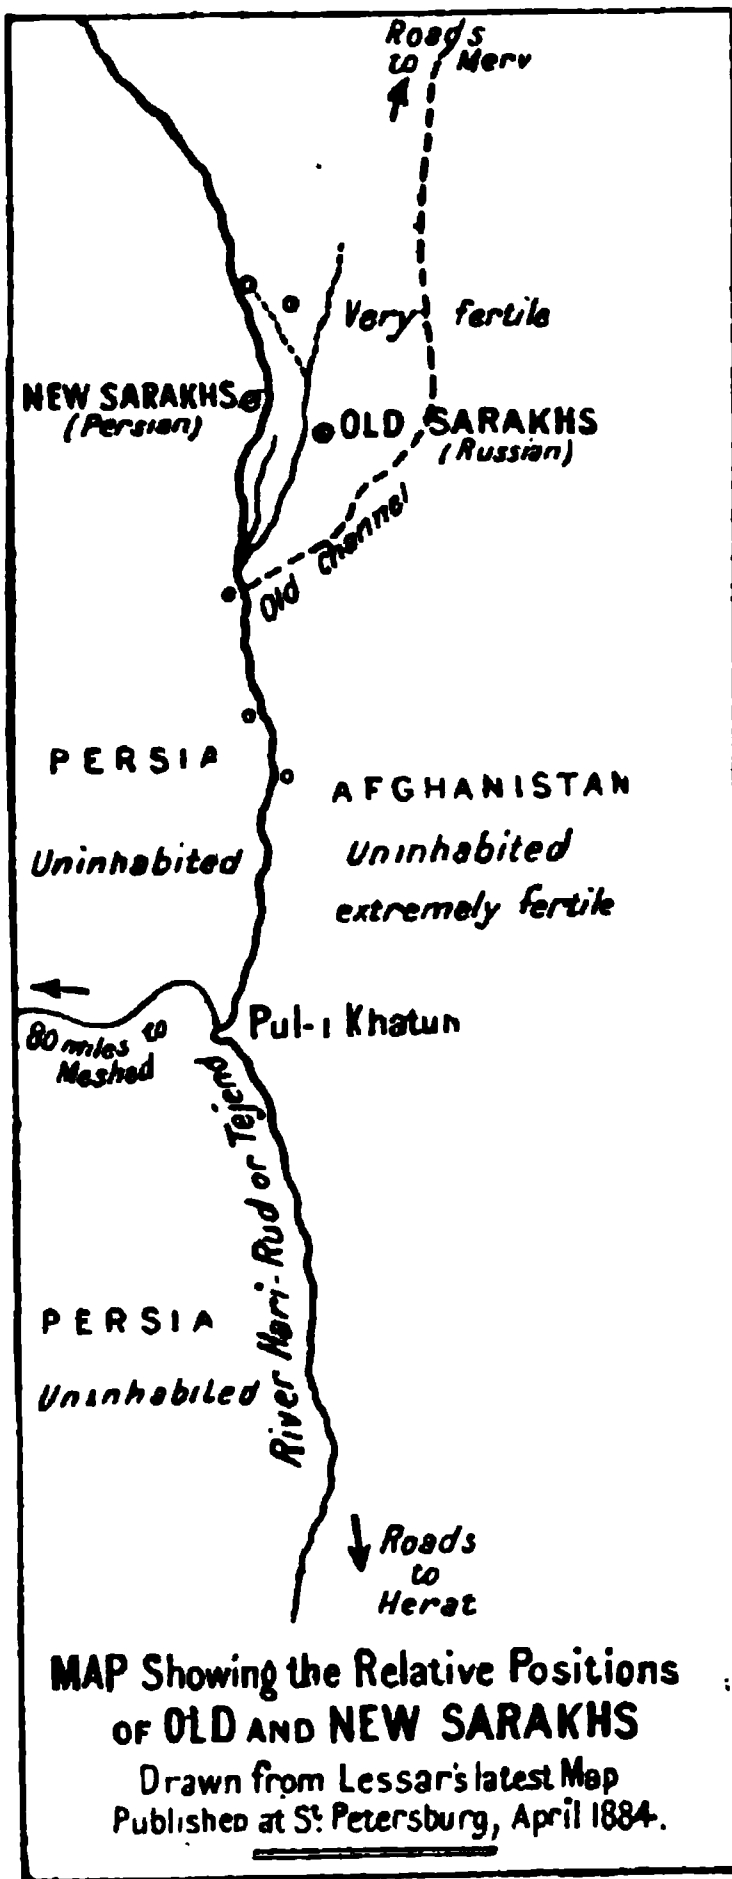 Roads
to Merv
Very fertile
NEW SARAKHS
(Persian)
OLD SARAKHS
(Russian)
Old channel
PERSIA
AFGHANISTAN
Uninhabited
Uninhabited
extremely fertile
Pul-i Khatun
80 miles to
Meshed
River Hari-Rud or Tejend
PERSIA
Uninhabited
Roads
to
Herat
MAP Showing the Relative Positions
OF OLD AND NEW SARAKHS
Drawn from Lessar's latest Map
Published at St. Petersburg, April 1884.